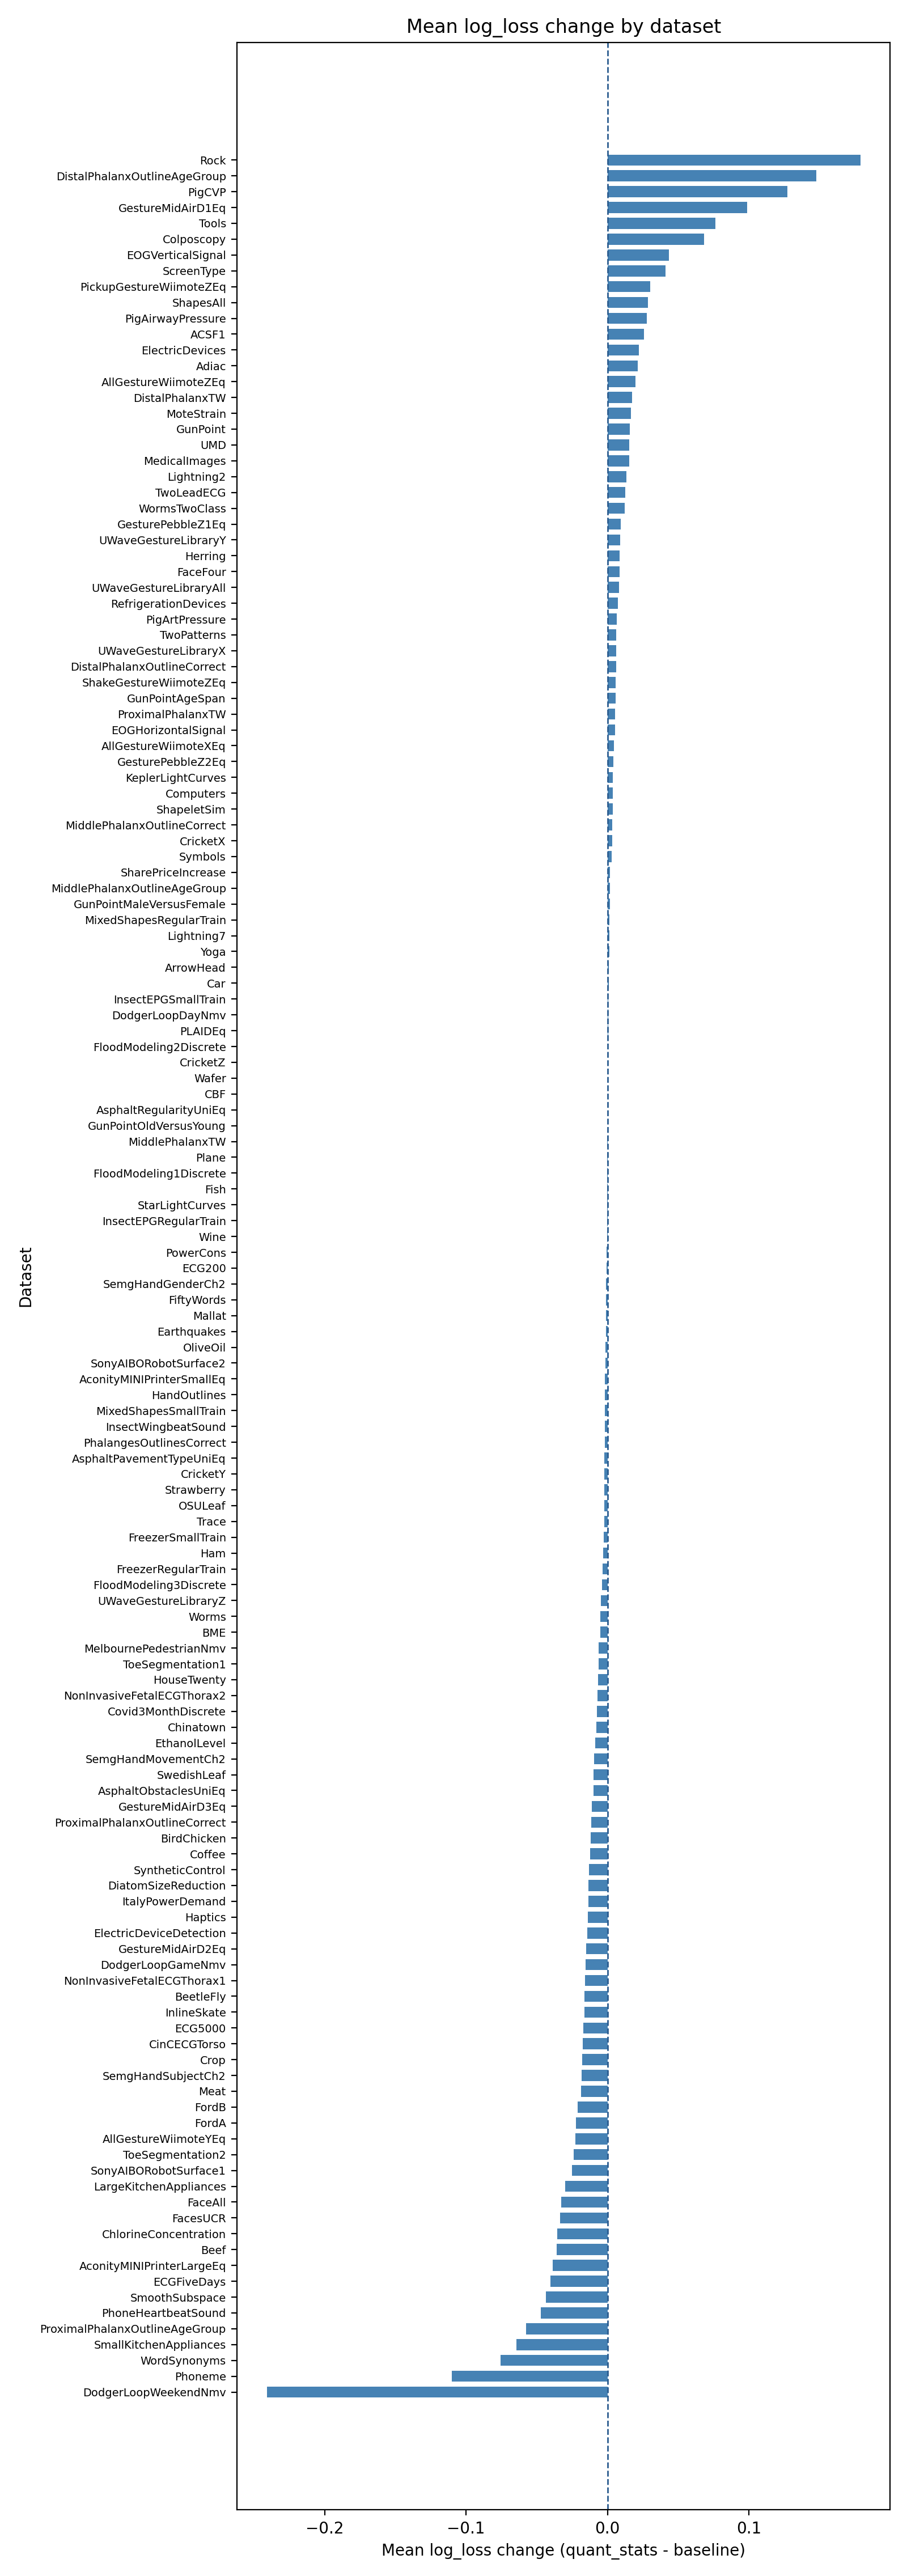 Mean log_loss change by dataset
Rock
DistalPhalanxOutlineAgeGroup
PigCVP
GestureMidAirD1Eq
Tools
Colposcopy
EOGVerticalSignal
ScreenType
PickupGestureWiimoteZEq
ShapesAll
PigAirwayPressure
ACSF1
ElectricDevices
Adiac
AllGestureWiimoteZEq
DistalPhalanxTW
MoteStrain
GunPoint
UMD
MedicalImages
Lightning2
TwoLeadECG
WormsTwoClass
GesturePebbleZ1Eq
UWaveGestureLibraryY
Herring
FaceFour
UWaveGestureLibraryAll
RefrigerationDevices
PigArtPressure
TwoPatterns
UWaveGestureLibraryX
DistalPhalanxOutlineCorrect
ShakeGestureWiimoteZEq
GunPointAgeSpan
ProximalPhalanxTW
EOGHorizontalSignal
AllGestureWiimoteXEq
GesturePebbleZ2Eq
KeplerLightCurves
Computers
ShapeletSim
MiddlePhalanxOutlineCorrect
CricketX
Symbols
SharePriceIncrease
MiddlePhalanxOutlineAgeGroup
GunPointMaleVersusFemale
MixedShapesRegularTrain
Lightning7
Yoga
ArrowHead
Car
InsectEPGSmallTrain
DodgerLoopDayNmv
PLAIDEq
FloodModeling2Discrete
CricketZ
Wafer
CBF
AsphaltRegularityUniEq
GunPointOldVersusYoung
MiddlePhalanxTW
Plane
FloodModeling1Discrete
Fish
StarLightCurves
InsectEPGRegularTrain
Wine
PowerCons
ECG200
SemgHandGenderCh2
FiftyWords
Mallat
Earthquakes
OliveOil
SonyAIBORobotSurface2
AconityMINIPrinterSmallEq
HandOutlines
MixedShapesSmallTrain
InsectWingbeatSound
PhalangesOutlinesCorrect
AsphaltPavementTypeUniEq
CricketY
Strawberry
OSULeaf
Trace
FreezerSmallTrain
Ham
FreezerRegularTrain
FloodModeling3Discrete
UWaveGestureLibraryZ
Worms
BME
MelbournePedestrianNmv
ToeSegmentation1
HouseTwenty
NonInvasiveFetalECGThorax2
Covid3MonthDiscrete
Chinatown
EthanolLevel
SemgHandMovementCh2
SwedishLeaf
AsphaltObstaclesUniEq
GestureMidAirD3Eq
ProximalPhalanxOutlineCorrect
BirdChicken
Coffee
SyntheticControl
DiatomSizeReduction
ItalyPowerDemand
Haptics
ElectricDeviceDetection
GestureMidAirD2Eq
DodgerLoopGameNmv
NonInvasiveFetalECGThorax1
BeetleFly
InlineSkate
ECG5000
CinCECGTorso
Crop
SemgHandSubjectCh2
Meat
FordB
FordA
AllGestureWiimoteYEq
ToeSegmentation2
SonyAIBORobotSurface1
LargeKitchenAppliances
FaceAll
FacesUCR
ChlorineConcentration
Beef
AconityMINIPrinterLargeEq
ECGFiveDays
SmoothSubspace
PhoneHeartbeatSound
ProximalPhalanxOutlineAgeGroup
SmallKitchenAppliances
WordSynonyms
Phoneme
DodgerLoopWeekendNmv
Dataset
−0.2 −0.1 0.0 0.1
Mean log_loss change (quant_stats - baseline)